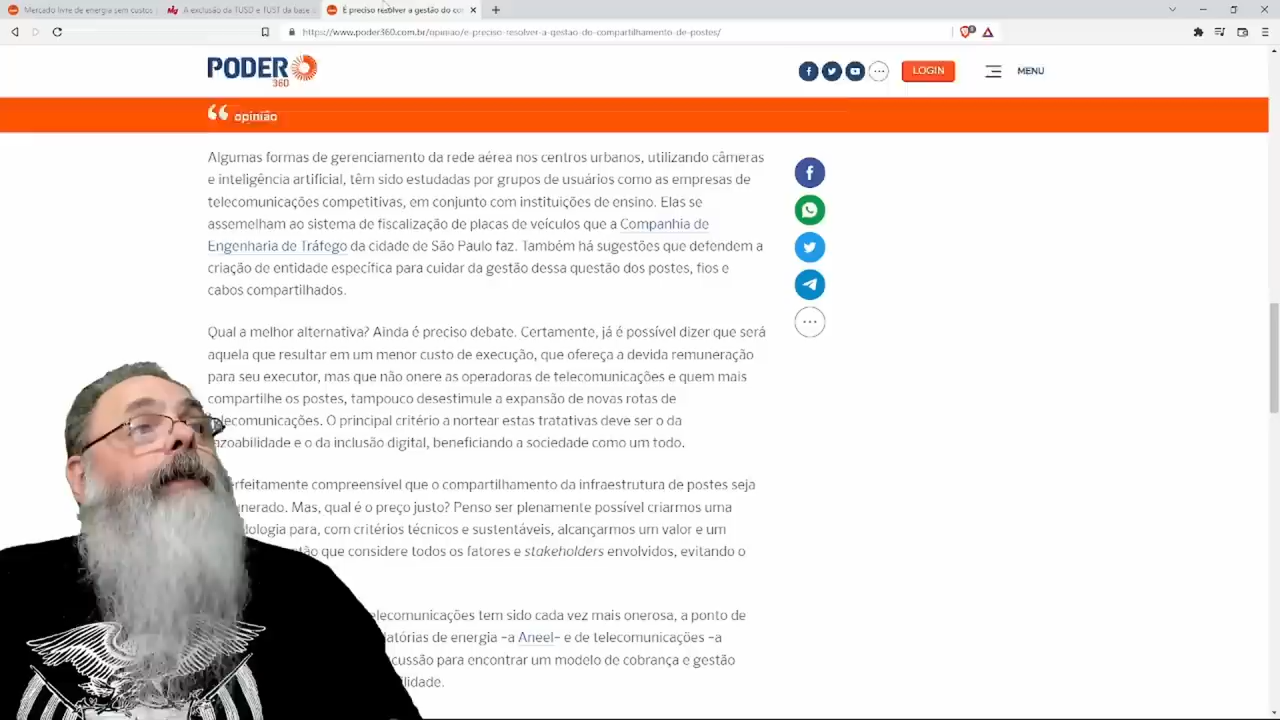 Mercado livre de energia sem custos
A exclusão da TUSD e TUST da base
É preciso resolver a gestão do co
https://www.poder360.com.br/opiniao/e-preciso-resolver-a-gestao-do-compartilhamento-de-postes/
PODER
360
LOGIN
MENU
opinião
Algumas formas de gerenciamento da rede aérea nos centros urbanos, utilizando câmeras
e inteligência artificial, têm sido estudadas por grupos de usuários como as empresas de
telecomunicações competitivas, em conjunto com instituições de ensino. Elas se
assemelham ao sistema de fiscalização de placas de veículos que a Companhia de
Engenharia de Tráfego da cidade de São Paulo faz. Também há sugestões que defendem a
criação de entidade específica para cuidar da gestão dessa questão dos postes, fios e
cabos compartilhados.
Qual a melhor alternativa? Ainda é preciso debate. Certamente, já é possível dizer que será
aquela que resultar em um menor custo de execução, que ofereça a devida remuneração
para seu executor, mas que não onere as operadoras de telecomunicações e quem mais
compartilhe os postes, tampouco desestimule a expansão de novas rotas de
lecomunicações. O principal critério a nortear estas tratativas deve ser o da
azoabilidade e o da inclusão digital, beneficiando a sociedade como um todo.
erfeitamente compreensível que o compartilhamento da infraestrutura de postes seja
nerado. Mas, qual é o preço justo? Penso ser plenamente possível criarmos uma
dologia para, com critérios técnicos e sustentáveis, alcançarmos um valor e um
tão que considere todos os fatores e stakeholders envolvidos, evitando o
elecomunicações tem sido cada vez mais onerosa, a ponto de
latórias de energia –a Aneel– e de telecomunicações –a
cussão para encontrar um modelo de cobrança e gestão
ilidade.